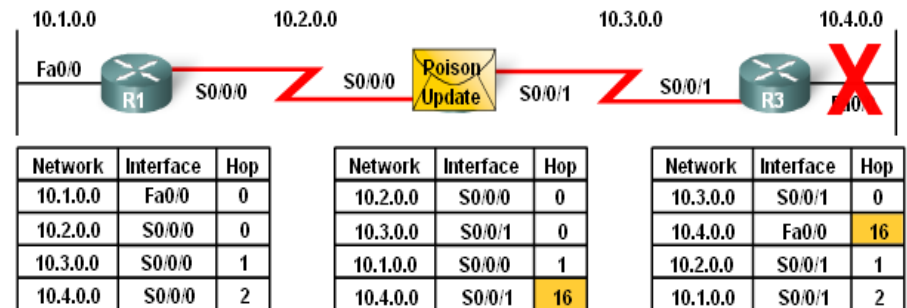 10.1.0.0 10.2.0.0 10.3.0.0 10.4.0.0
Fa0/0 R1 S0/0/0 S0/0/0 Poison Update S0/0/1 S0/0/1 R3
Network Interface Hop
10.1.0.0 Fa0/0 0
10.2.0.0 S0/0/0 0
10.3.0.0 S0/0/0 1
10.4.0.0 S0/0/0 2
Network Interface Hop
10.2.0.0 S0/0/0 0
10.3.0.0 S0/0/1 0
10.1.0.0 S0/0/0 1
10.4.0.0 S0/0/1 16
Network Interface Hop
10.3.0.0 S0/0/1 0
10.4.0.0 Fa0/0 16
10.2.0.0 S0/0/1 1
10.1.0.0 S0/0/1 2